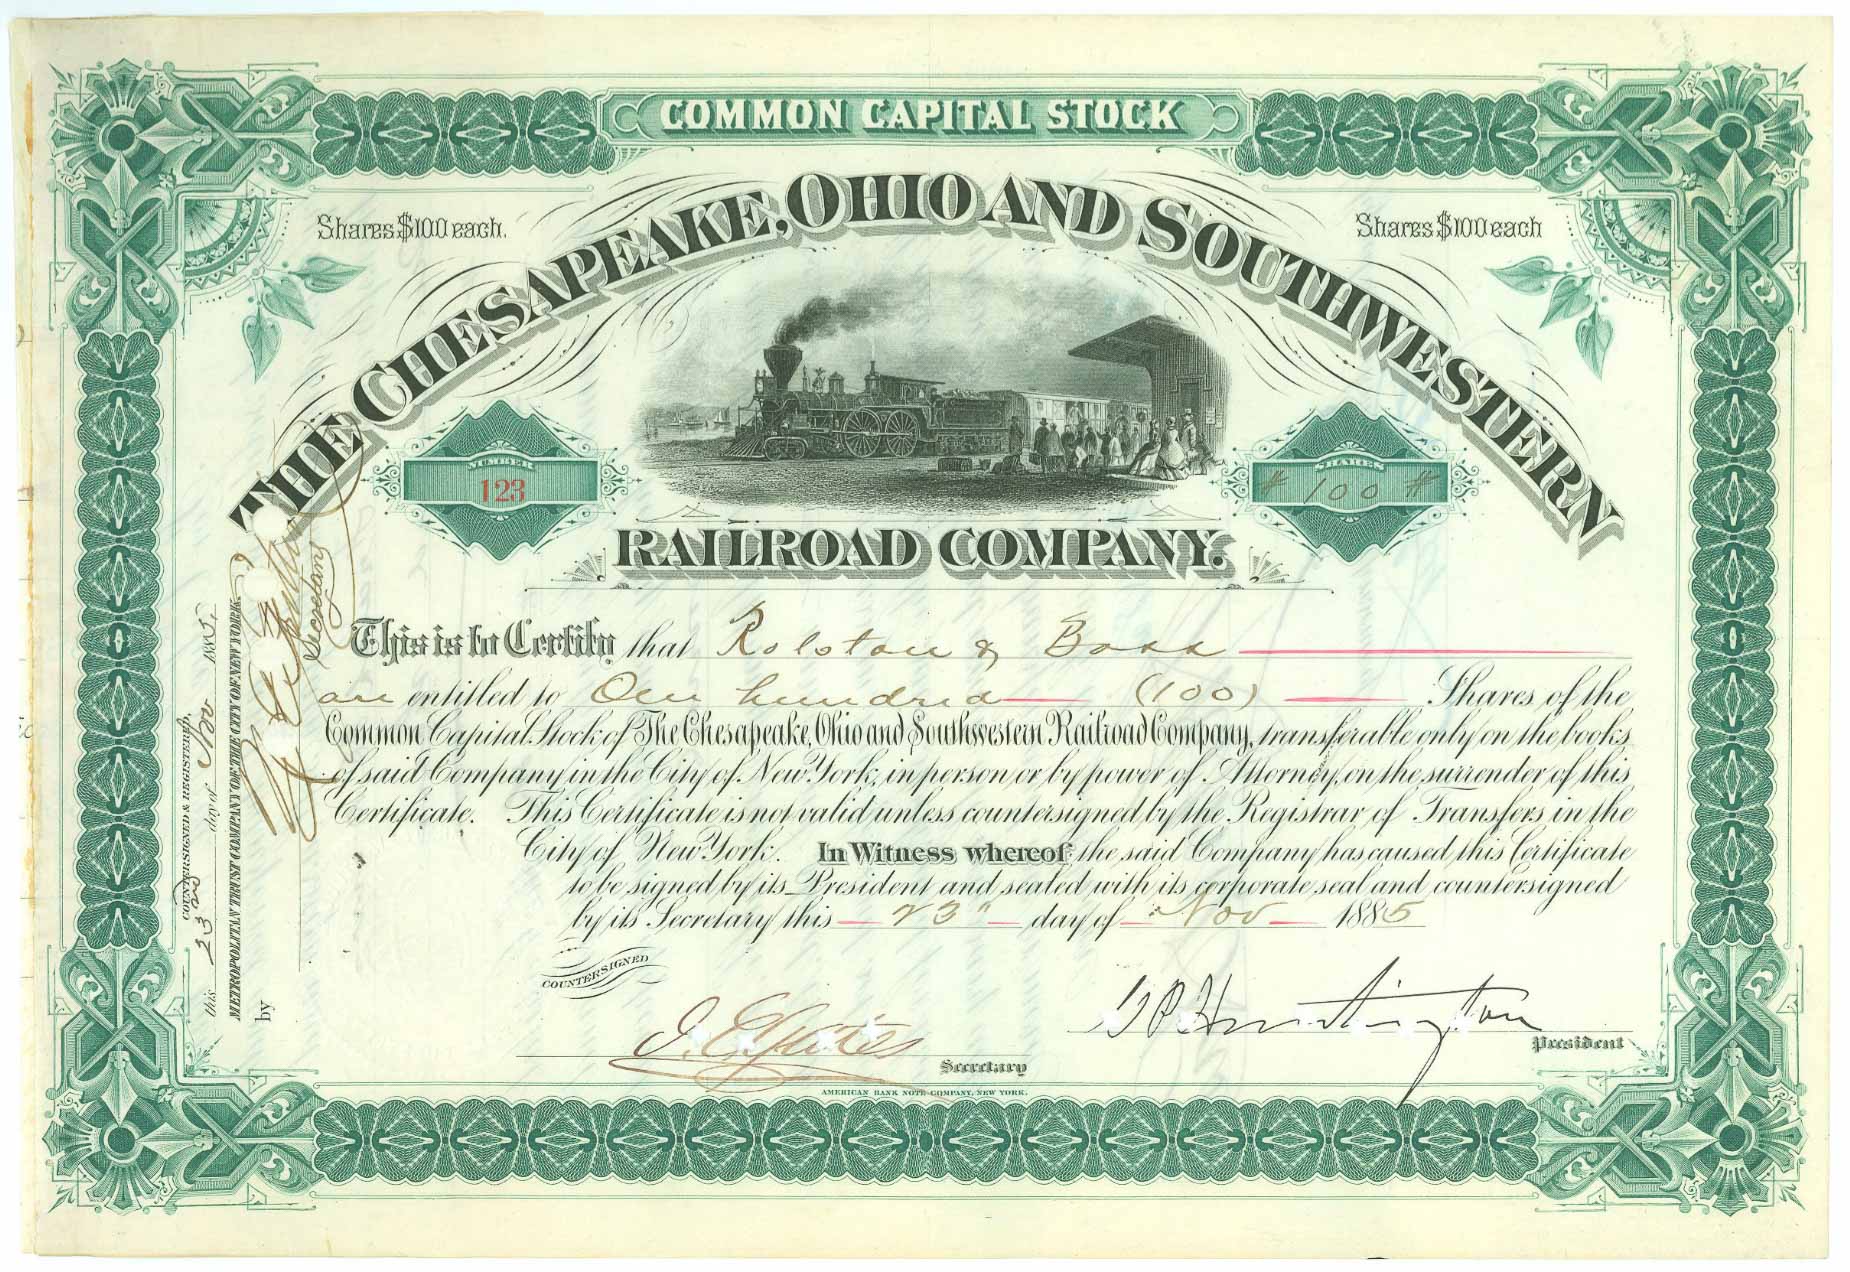 COMMON CAPITAL STOCK
Shares $100 each.
Shares $100 each
THE CHESAPEAKE, OHIO AND SOUTHWESTERN
NUMBER
123
SHARES
# 100 #
RAILROAD COMPANY.
This is to Certify that Rolston & Bass
are entitled to One hundred (100) Shares of the
Common Capital Stock of The Chesapeake, Ohio and Southwestern Railroad Company, transferable only on the books
of said Company in the City of New York, in person or by power of Attorney, on the surrender of this
Certificate. This Certificate is not valid unless countersigned by the Registrar of Transfers in the
City of New York. In Witness whereof the said Company has caused this Certificate
to be signed by its President and sealed with its corporate seal and countersigned
by its Secretary this 23" day of Nov 1885
COUNTERSIGNED
Secretary
C P Huntington
President
AMERICAN BANK NOTE COMPANY, NEW YORK.
COUNTERSIGNED & REGISTERED,
this 23rd day of Nov 1885,
METROPOLITAN TRUST COMPANY OF THE CITY OF NEW YORK.
by
Secretary